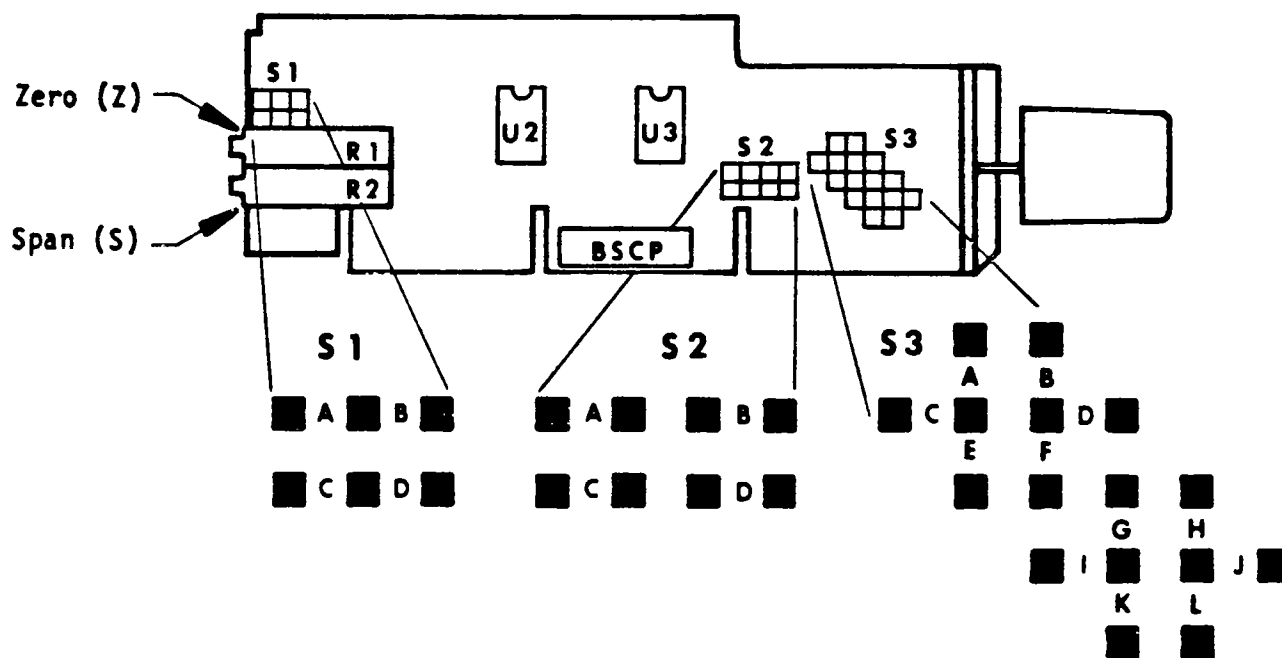 S1
Zero (Z)
R1
R2
Span (S)
U2
U3
S2
S3
BSCP
S1
A B
C D
S2
A B
C D
S3
A B
C D
E F
G H
I J
K L